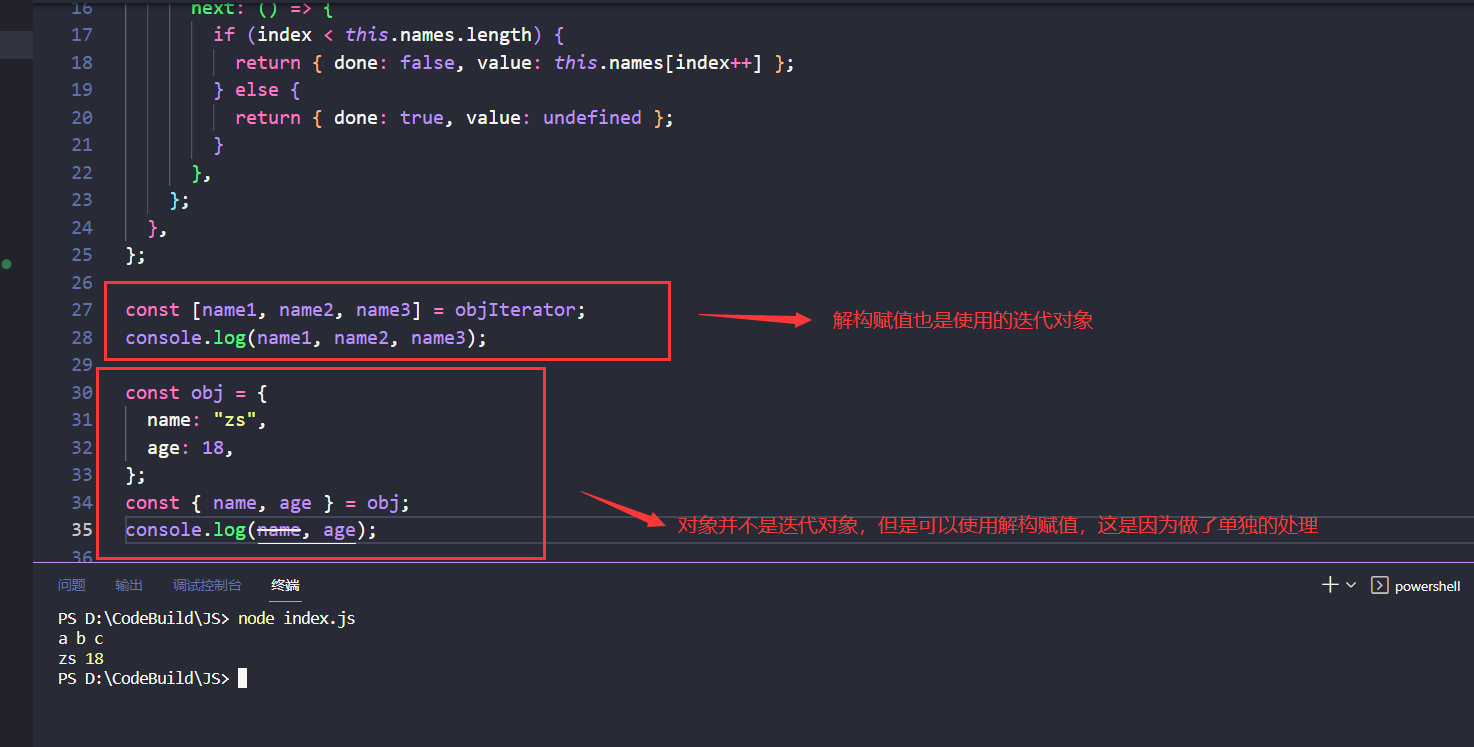 16 next: () => {
17 if (index < this.names.length) {
18 return { done: false, value: this.names[index++] };
19 } else {
20 return { done: true, value: undefined };
21 }
22 },
23 };
24 },
25 };
26
27 const [name1, name2, name3] = objIterator;
28 console.log(name1, name2, name3);
解构赋值也是使用的迭代对象
29
30 const obj = {
31 name: "zs",
32 age: 18,
33 };
34 const { name, age } = obj;
35 console.log(name, age);
对象并不是迭代对象，但是可以使用解构赋值，这是因为做了单独的处理
36
问题 输出 调试控制台 终端 powershell
PS D:\CodeBuild\JS> node index.js
a b c
zs 18
PS D:\CodeBuild\JS>